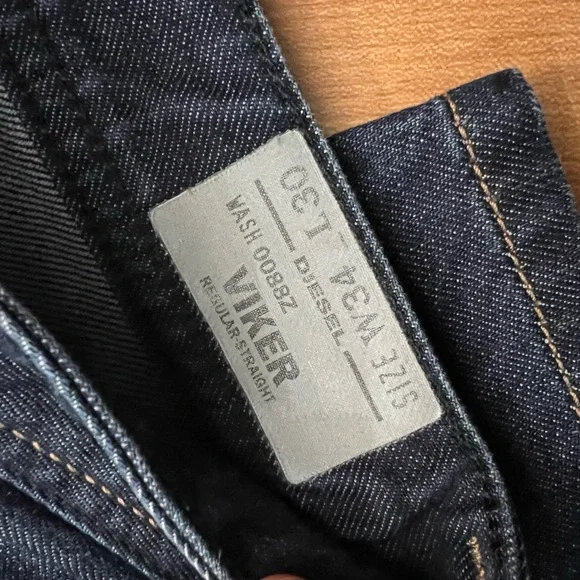 SIZE W34 L30
DIESEL
WASH 0088Z
VIKER
REGULAR-STRAIGHT